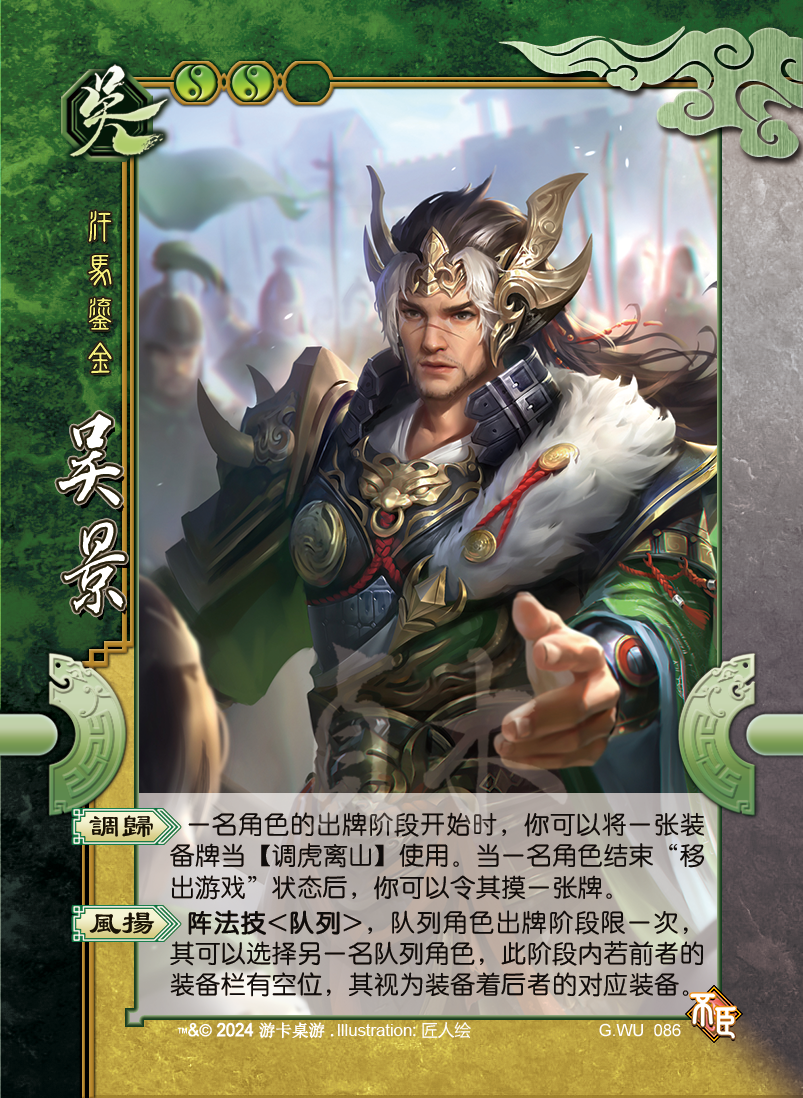 吳
汗馬鎏金
吴景
調歸
一名角色的出牌阶段开始时，你可以将一张装
备牌当【调虎离山】使用。当一名角色结束“移
出游戏”状态后，你可以令其摸一张牌。
風揚
阵法技<队列>，队列角色出牌阶段限一次，
其可以选择另一名队列角色，此阶段内若前者的
装备栏有空位，其视为装备着后者的对应装备。
™&© 2024 游卡桌游 . Illustration: 匠人绘
G.WU 086
不臣